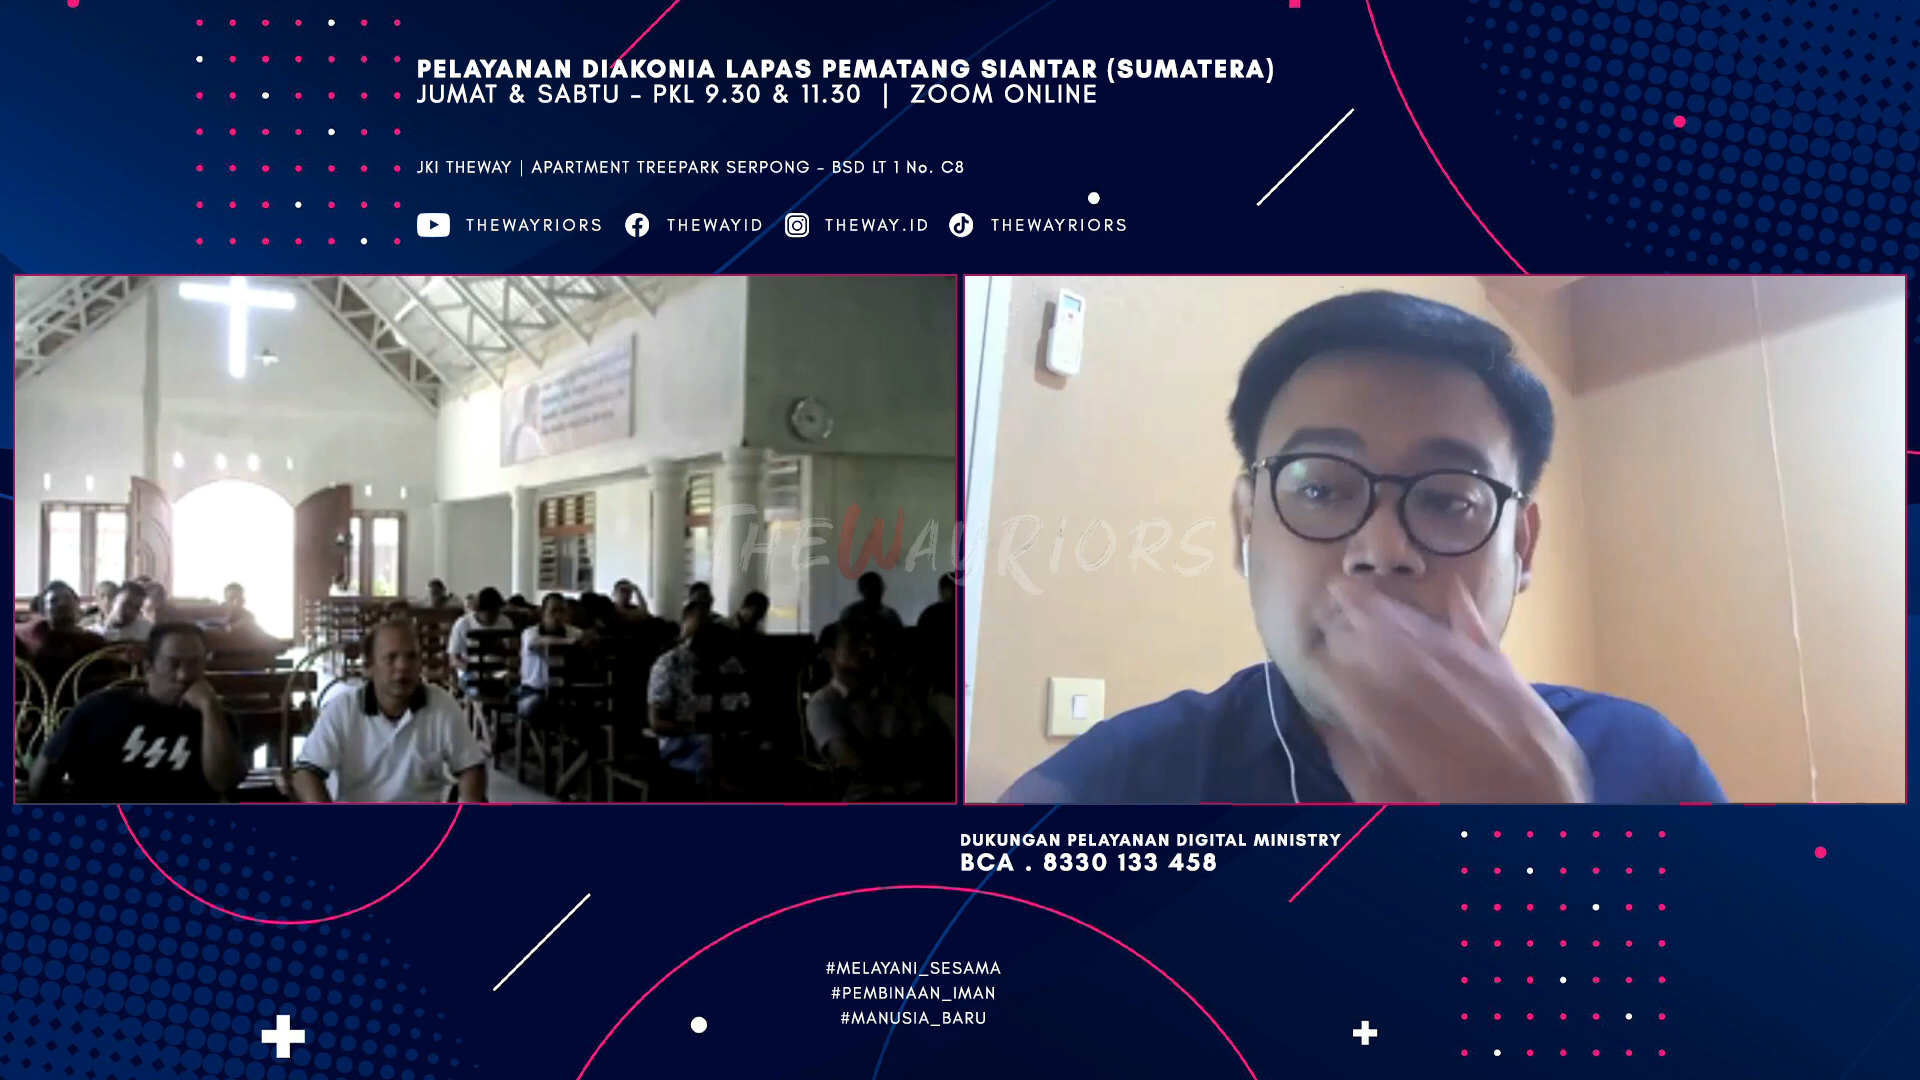 PELAYANAN DIAKONIA LAPAS PEMATANG SIANTAR (SUMATERA)
JUMAT & SABTU - PKL 9.30 & 11.30 | ZOOM ONLINE
JKI THEWAY | APARTMENT TREEPARK SERPONG - BSD LT 1 No. C8
THEWAYRIORS THEWAYID THEWAY.ID THEWAYRIORS
THEWAYRIORS
DUKUNGAN PELAYANAN DIGITAL MINISTRY
BCA . 8330 133 458
#MELAYANI_SESAMA
#PEMBINAAN_IMAN
#MANUSIA_BARU